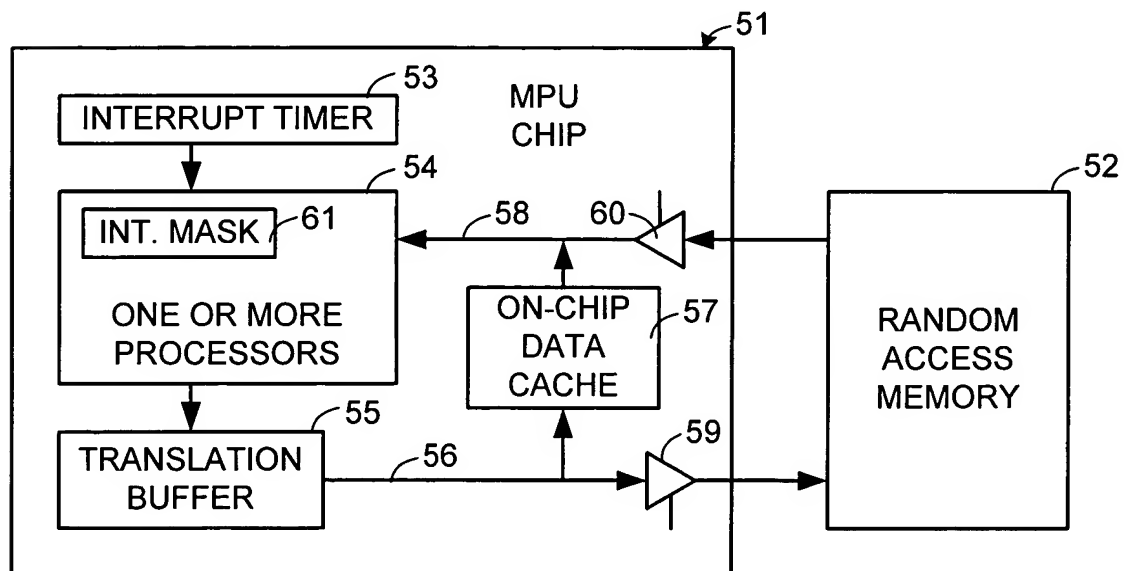 51
53
MPU
CHIP
INTERRUPT TIMER
54
52
INT. MASK
61
58
60
ONE OR MORE
PROCESSORS
ON-CHIP
DATA
CACHE
57
RANDOM
ACCESS
MEMORY
55
59
TRANSLATION
BUFFER
56